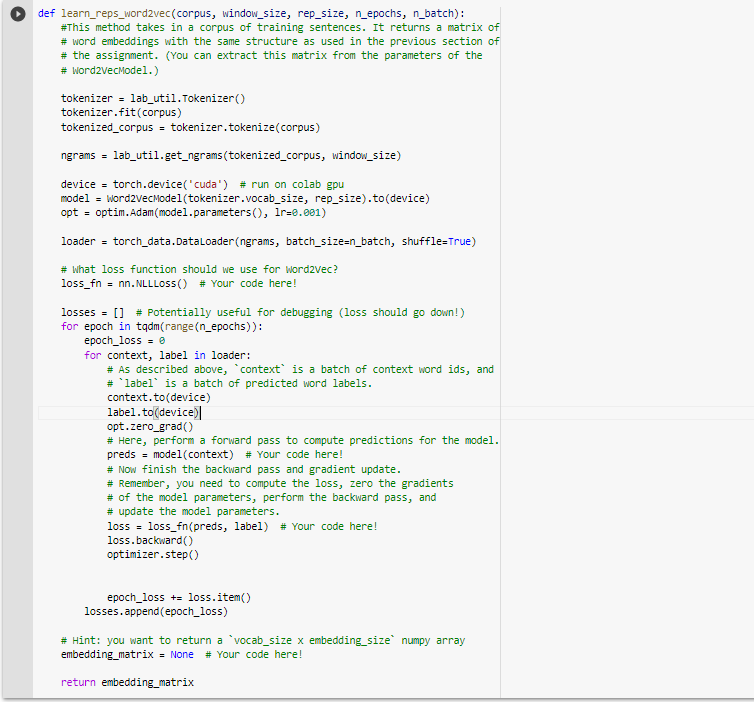 def learn_reps_word2vec(corpus, window_size, rep_size, n_epochs, n_batch):
    #This method takes in a corpus of training sentences. It returns a matrix of
    # word embeddings with the same structure as used in the previous section of
    # the assignment. (You can extract this matrix from the parameters of the
    # Word2VecModel.)

    tokenizer = lab_util.Tokenizer()
    tokenizer.fit(corpus)
    tokenized_corpus = tokenizer.tokenize(corpus)

    ngrams = lab_util.get_ngrams(tokenized_corpus, window_size)

    device = torch.device('cuda')  # run on colab gpu
    model = Word2VecModel(tokenizer.vocab_size, rep_size).to(device)
    opt = optim.Adam(model.parameters(), lr=0.001)

    loader = torch_data.DataLoader(ngrams, batch_size=n_batch, shuffle=True)

    # What loss function should we use for Word2Vec?
    loss_fn = nn.NLLLoss()  # Your code here!

    losses = []  # Potentially useful for debugging (loss should go down!)
    for epoch in tqdm(range(n_epochs)):
        epoch_loss = 0
        for context, label in loader:
            # As described above, `context` is a batch of context word ids, and
            # `label` is a batch of predicted word labels.
            context.to(device)
            label.to(device)
            opt.zero_grad()
            # Here, perform a forward pass to compute predictions for the model.
            preds = model(context)  # Your code here!
            # Now finish the backward pass and gradient update.
            # Remember, you need to compute the loss, zero the gradients
            # of the model parameters, perform the backward pass, and
            # update the model parameters.
            loss = loss_fn(preds, label)  # Your code here!
            loss.backward()
            optimizer.step()


            epoch_loss += loss.item()
        losses.append(epoch_loss)

    # Hint: you want to return a `vocab_size x embedding_size` numpy array
    embedding_matrix = None  # Your code here!

    return embedding_matrix